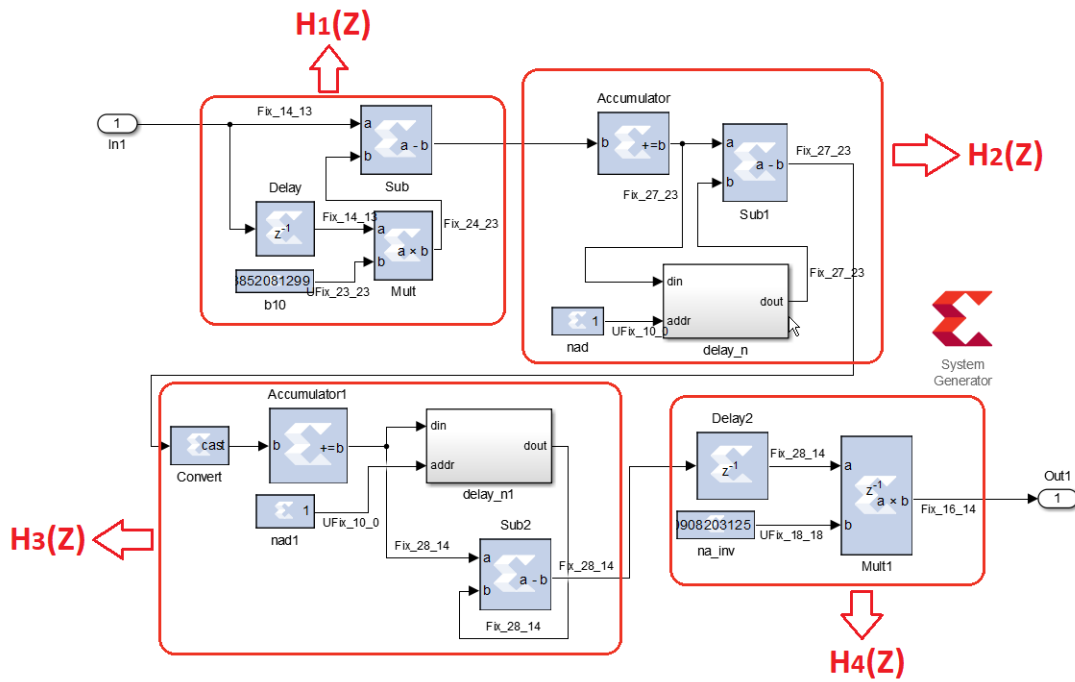 H1(Z)
Fix_14_13
1
In1
a
b
a - b
Sub
Delay
z-1
Fix_14_13
Fix_24_23
a
b
a × b
Mult
3852081299
b10
UFix_23_23
Accumulator
b
+=b
Fix_27_23
a
b
a - b
Sub1
Fix_27_23
H2(Z)
din
dout
addr
delay_n
Fix_27_23
1
nad
UFix_10_0
System
Generator
cast
Convert
Accumulator1
b
+=b
din
dout
addr
delay_n1
1
nad1
UFix_10_0
Fix_28_14
Sub2
a
b
a - b
Fix_28_14
Fix_28_14
H3(Z)
Delay2
z-1
Fix_28_14
a
b
z-1
a × b
Mult1
0908203125
na_inv
UFix_18_18
Fix_16_14
Out1
1
H4(Z)